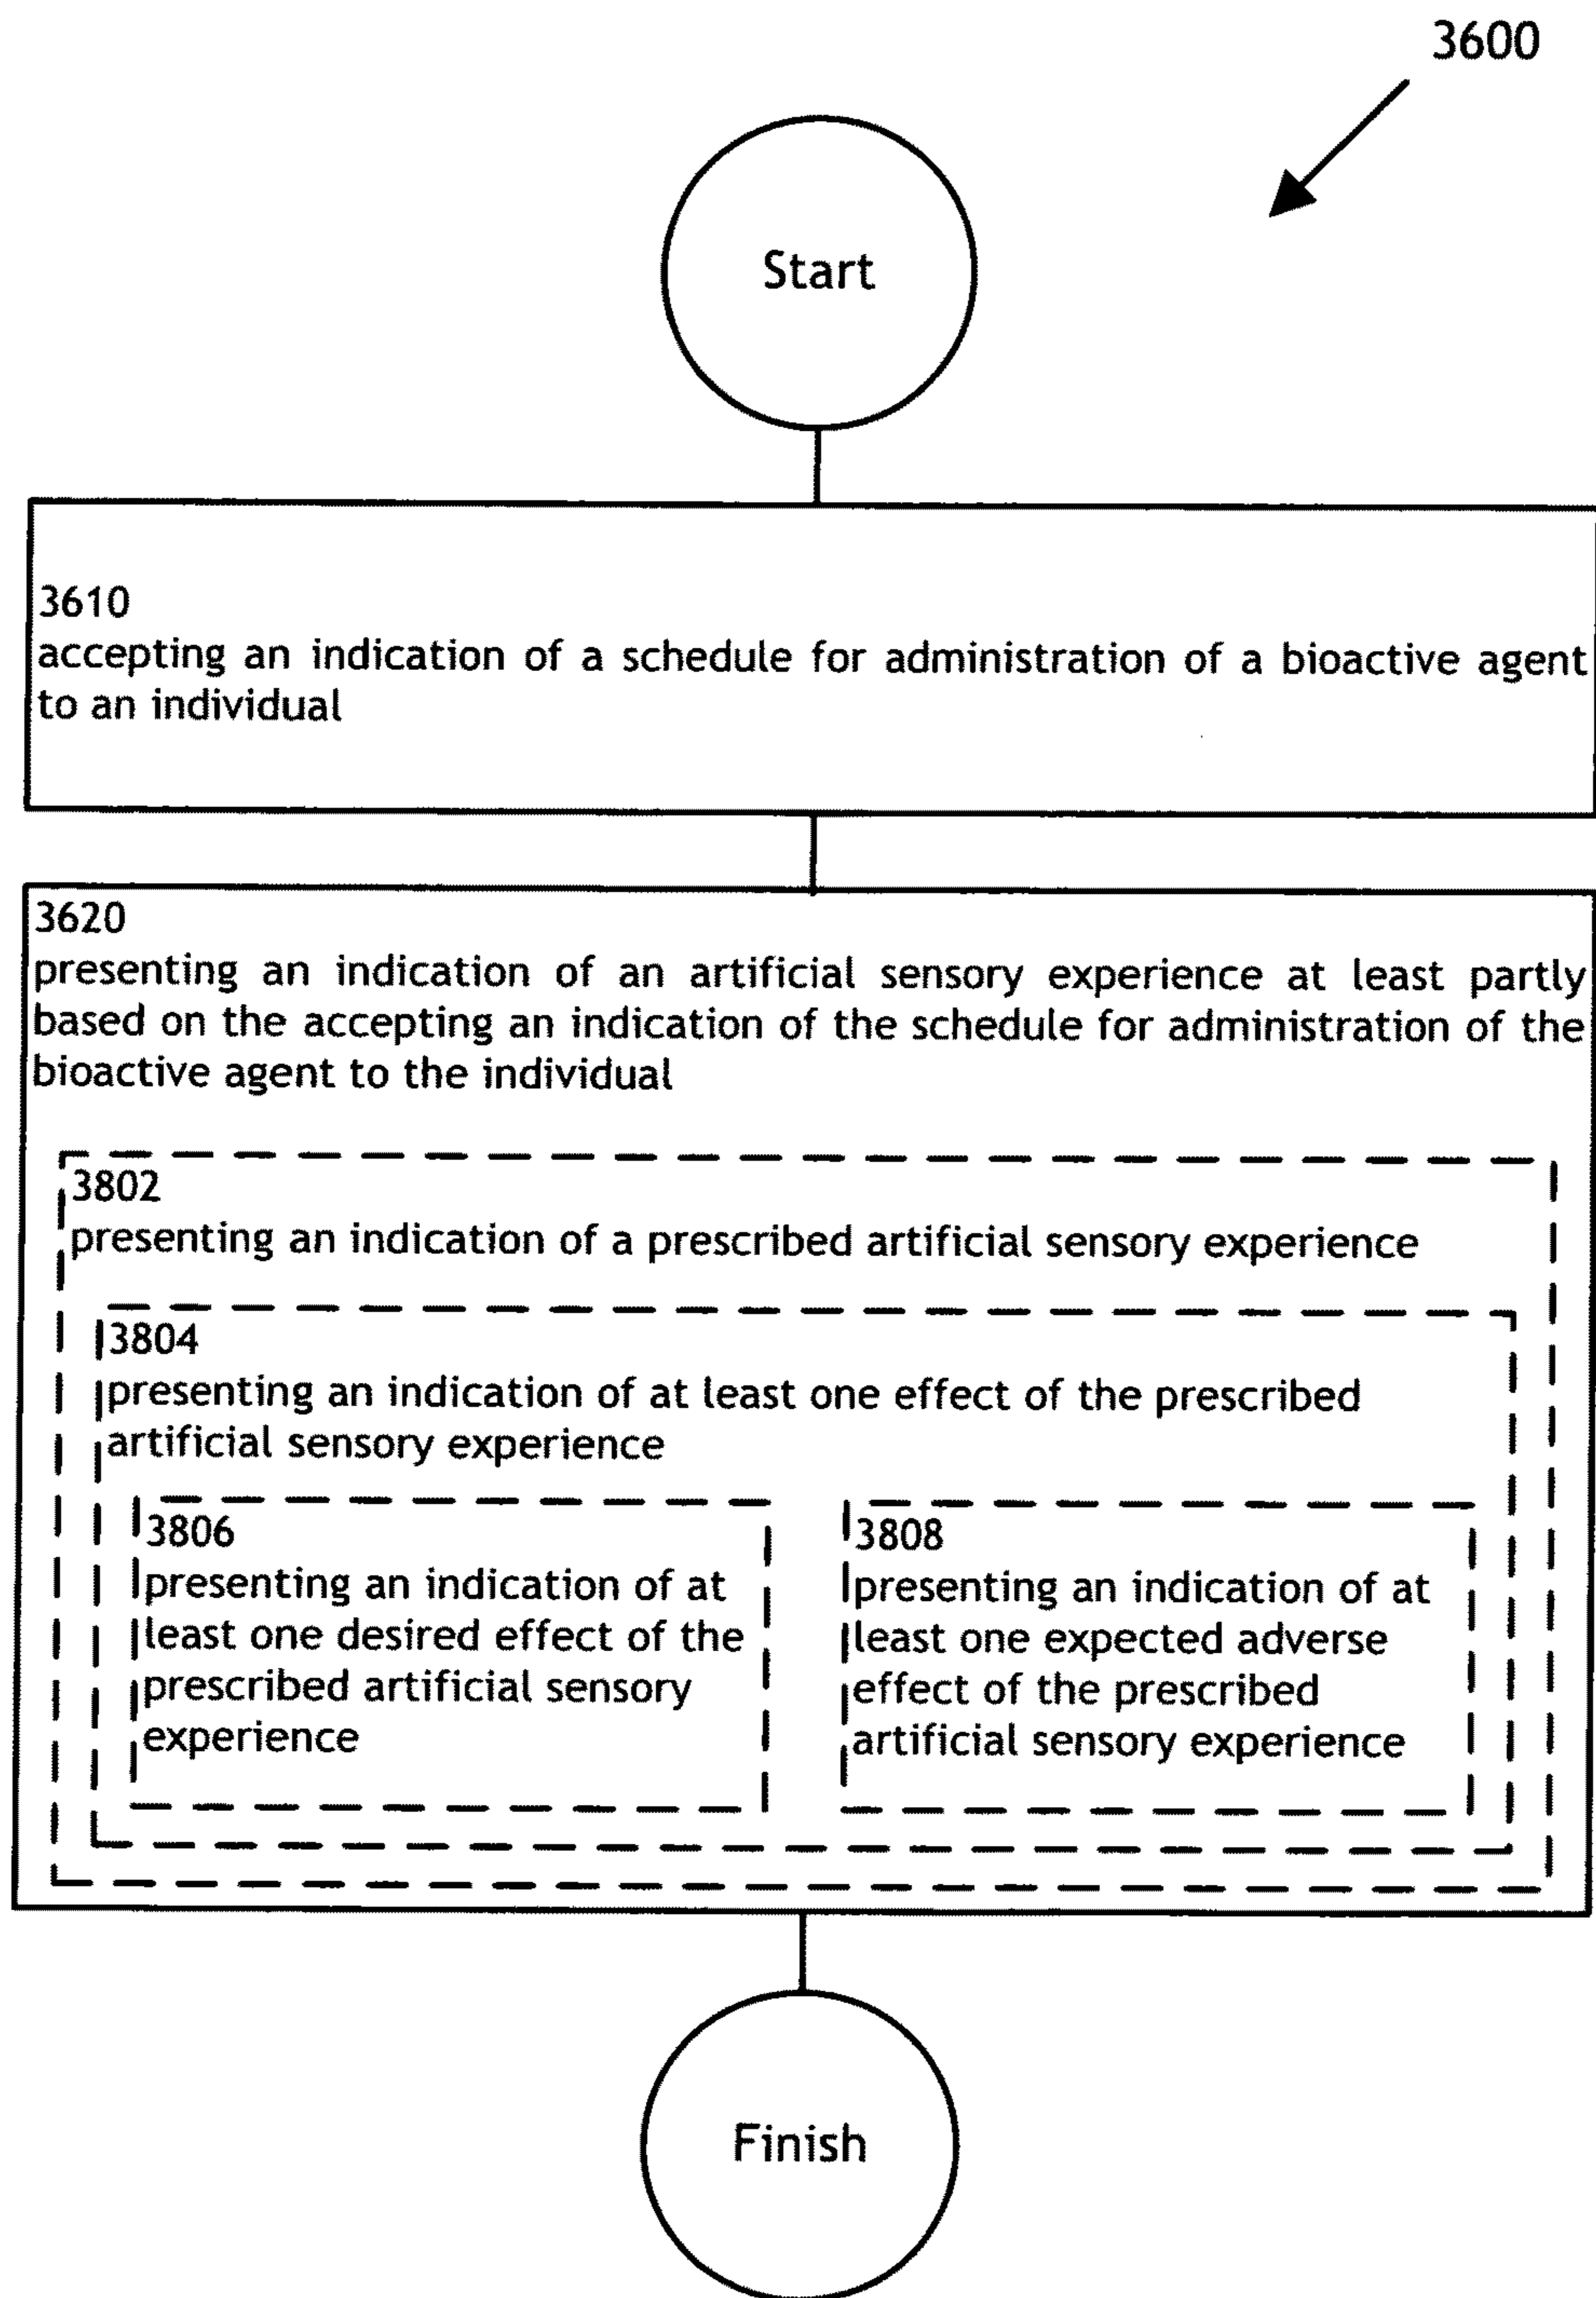 3600
Start
3610
accepting an indication of a schedule for administration of a bioactive agent
to an individual
3620
presenting an indication of an artificial sensory experience at least partly
based on the accepting an indication of the schedule for administration of the
bioactive agent to the individual
3802
presenting an indication of a prescribed artificial sensory experience
3804
presenting an indication of at least one effect of the prescribed
artificial sensory experience
3806
presenting an indication of at
least one desired effect of the
prescribed artificial sensory
experience
3808
presenting an indication of at
least one expected adverse
effect of the prescribed
artificial sensory experience
Finish